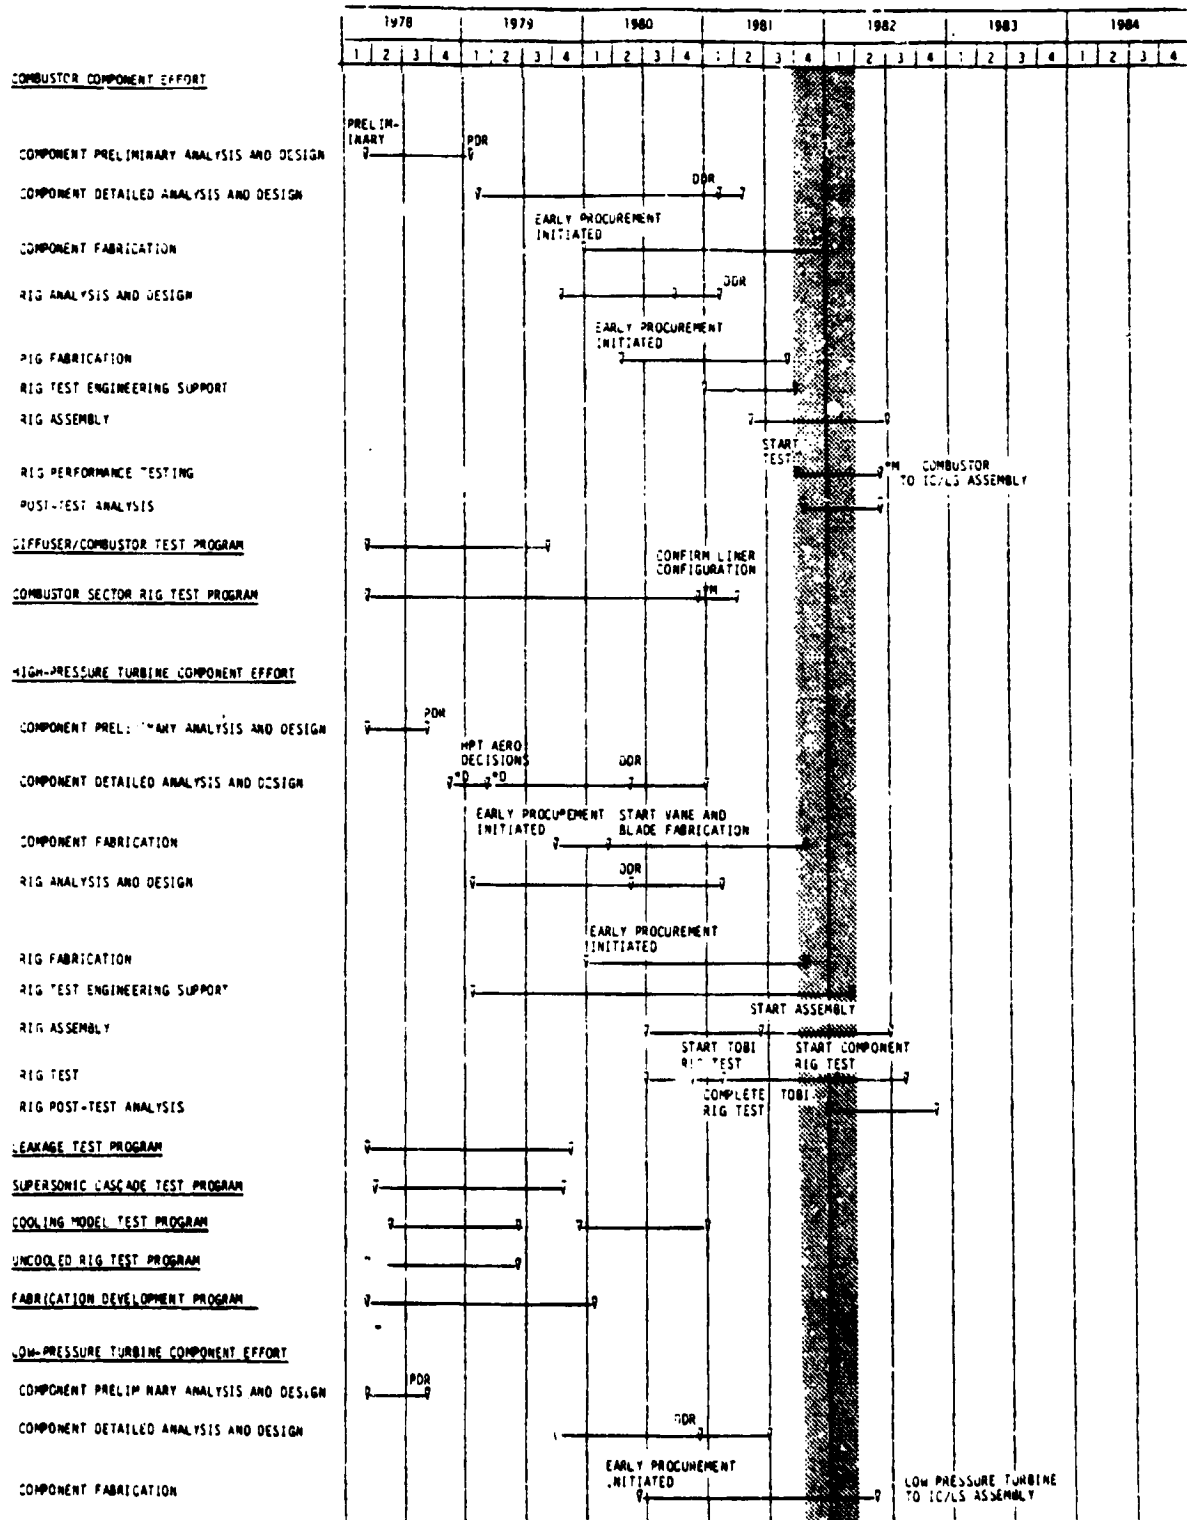 1978 1979 1980 1981 1982 1983 1984
1 2 3 4 1 2 3 4 1 2 3 4 1 2 3 4 1 2 3 4 1 2 3 4 1 2 3 4
COMBUSTOR COMPONENT EFFORT
PRELIM-
INARY
PDR
COMPONENT PRELIMINARY ANALYSIS AND DESIGN
DDR
COMPONENT DETAILED ANALYSIS AND DESIGN
EARLY PROCUREMENT
INITIATED
COMPONENT FABRICATION
RIG ANALYSIS AND DESIGN
DDR
EARLY PROCUREMENT
INITIATED
RIG FABRICATION
RIG TEST ENGINEERING SUPPORT
RIG ASSEMBLY
START
TEST
RIG PERFORMANCE TESTING
*M COMBUSTOR
TO IC/LS ASSEMBLY
POST-TEST ANALYSIS
DIFFUSER/COMBUSTOR TEST PROGRAM
CONFIRM LINER
CONFIGURATION
*M
COMBUSTOR SECTOR RIG TEST PROGRAM
HIGH-PRESSURE TURBINE COMPONENT EFFORT
PDR
COMPONENT ANALYSIS AND DESIGN
HPT AERO
DECISIONS
*D *D
DDR
COMPONENT DETAILED ANALYSIS AND DESIGN
EARLY PROCUREMENT START VANE AND
INITIATED BLADE FABRICATION
COMPONENT FABRICATION
DDR
RIG ANALYSIS AND DESIGN
EARLY PROCUREMENT
INITIATED
RIG FABRICATION
RIG TEST ENGINEERING SUPPORT
START ASSEMBLY
RIG ASSEMBLY
START TOBI START COMPONENT
RIG TEST RIG TEST
RIG TEST
COMPLETE TOBI
RIG TEST
RIG POST-TEST ANALYSIS
LEAKAGE TEST PROGRAM
SUPERSONIC CASCADE TEST PROGRAM
COOLING MODEL TEST PROGRAM
UNCOOLED RIG TEST PROGRAM
FABRICATION DEVELOPMENT PROGRAM
LOW-PRESSURE TURBINE COMPONENT EFFORT
PDR
COMPONENT PRELIM NARY ANALYSIS AND DESIGN
DDR
COMPONENT DETAILED ANALYSIS AND DESIGN
EARLY PROCUREMENT
INITIATED
COMPONENT FABRICATION
LOW PRESSURE TURBINE
TO IC/LS ASSEMBLY